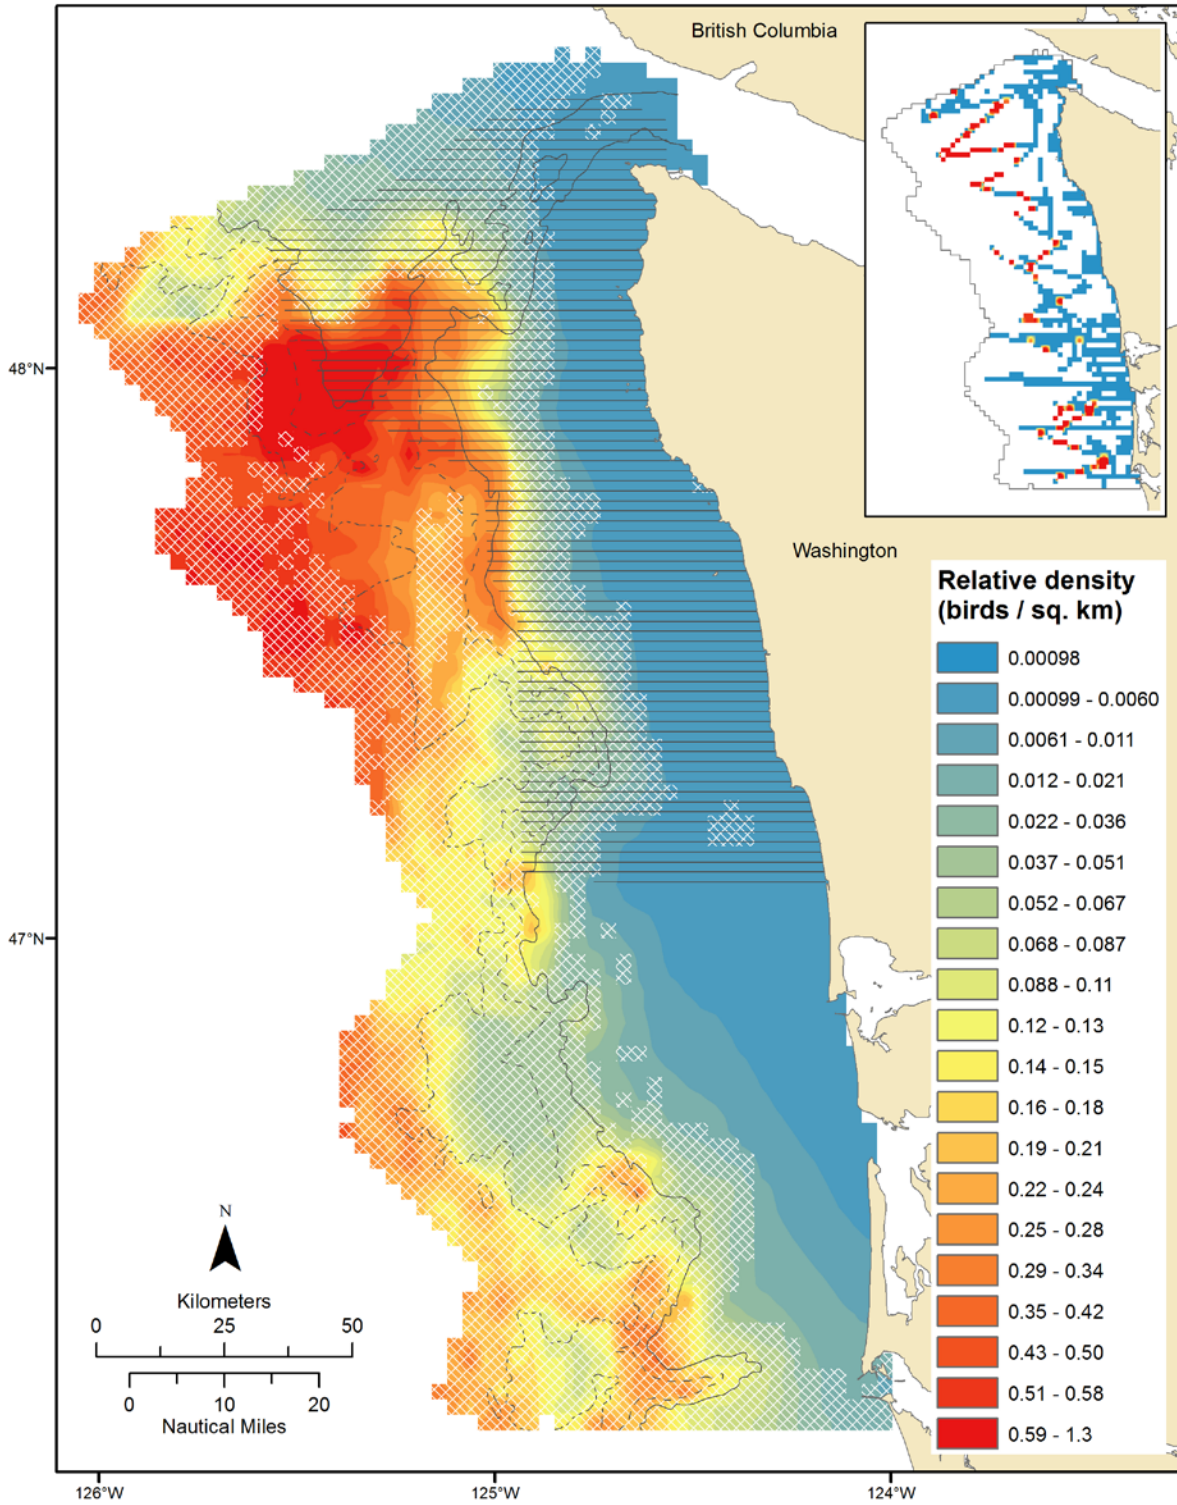 British Columbia
48°N
Washington
Relative density
(birds / sq. km)
0.00098
0.00099 - 0.0060
0.0061 - 0.011
0.012 - 0.021
0.022 - 0.036
0.037 - 0.051
0.052 - 0.067
0.068 - 0.087
0.088 - 0.11
0.12 - 0.13
0.14 - 0.15
0.16 - 0.18
0.19 - 0.21
0.22 - 0.24
0.25 - 0.28
0.29 - 0.34
0.35 - 0.42
0.43 - 0.50
0.51 - 0.58
0.59 - 1.3
47°N
N
Kilometers
0 25 50
0 10 20
Nautical Miles
126°W 125°W 124°W